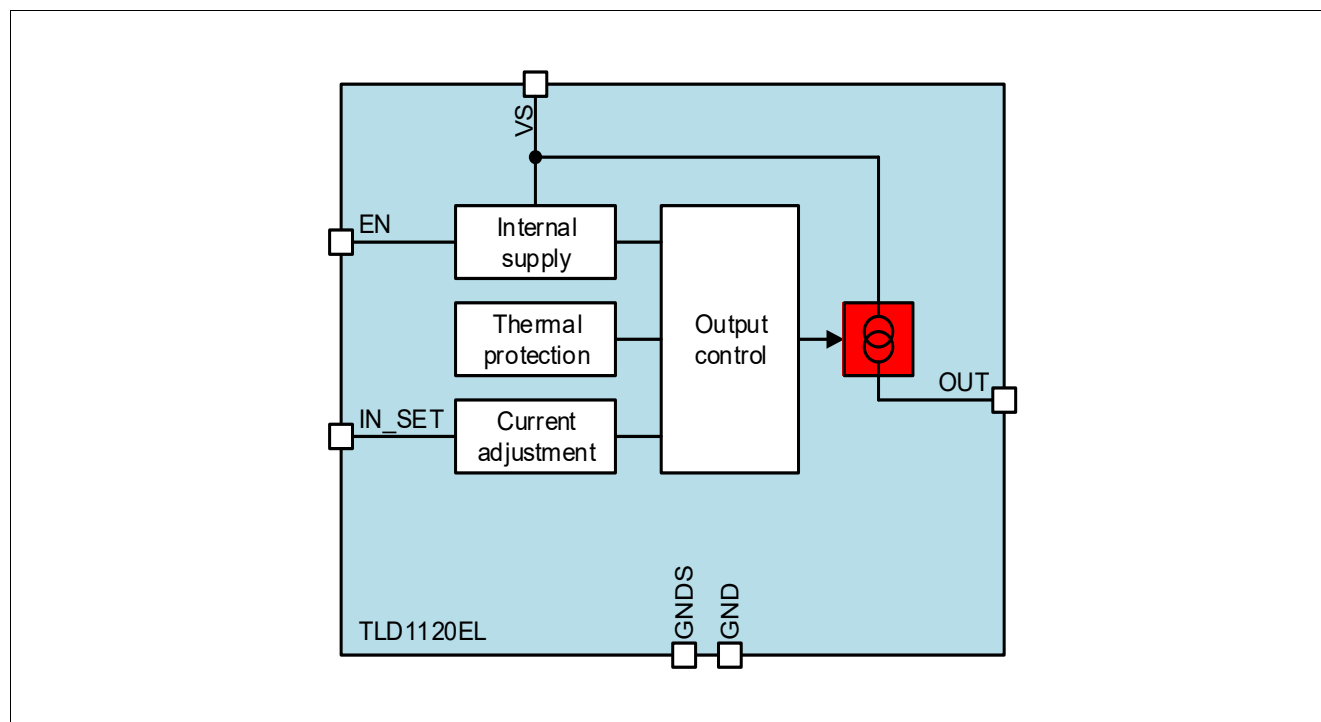 VS
EN
Internal
supply
Thermal
protection
Output
control
OUT
IN_SET
Current
adjustment
GNDS
GND
TLD1120EL